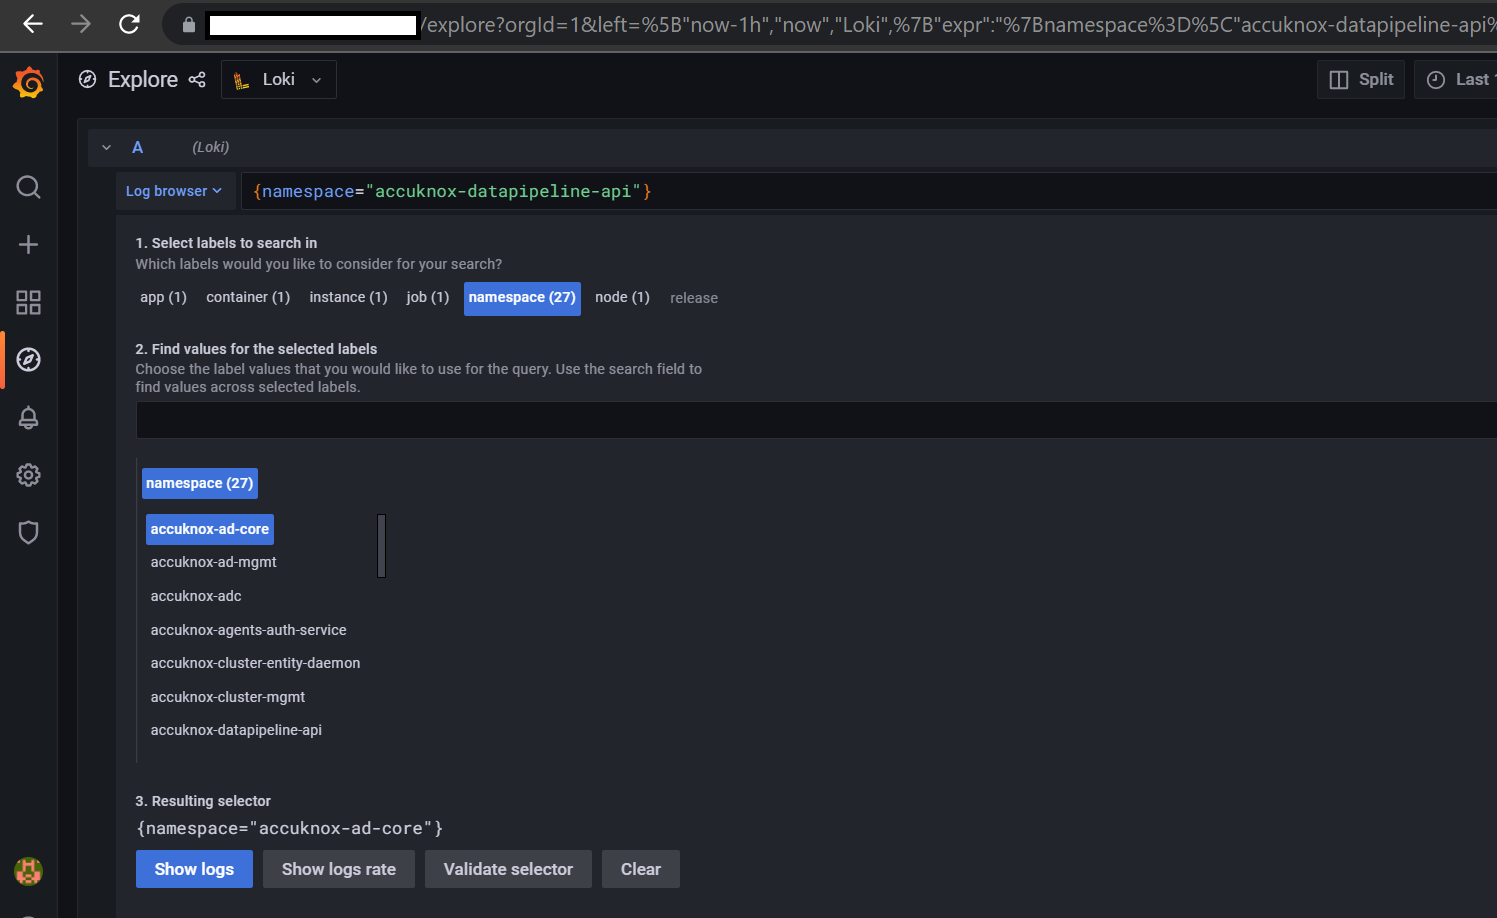 /explore?orgId=1&left=%5B"now-1h","now","Loki",%7B"expr":"%7Bnamespace%3D%5C"accuknox-datapipeline-api%
Explore Loki Split Last
A (Loki)
Log browser {namespace="accuknox-datapipeline-api"}
1. Select labels to search in
Which labels would you like to consider for your search?
app (1) container (1) instance (1) job (1) namespace (27) node (1) release
2. Find values for the selected labels
Choose the label values that you would like to use for the query. Use the search field to
find values across selected labels.
namespace (27)
accuknox-ad-core
accuknox-ad-mgmt
accuknox-adc
accuknox-agents-auth-service
accuknox-cluster-entity-daemon
accuknox-cluster-mgmt
accuknox-datapipeline-api
3. Resulting selector
{namespace="accuknox-ad-core"}
Show logs Show logs rate Validate selector Clear